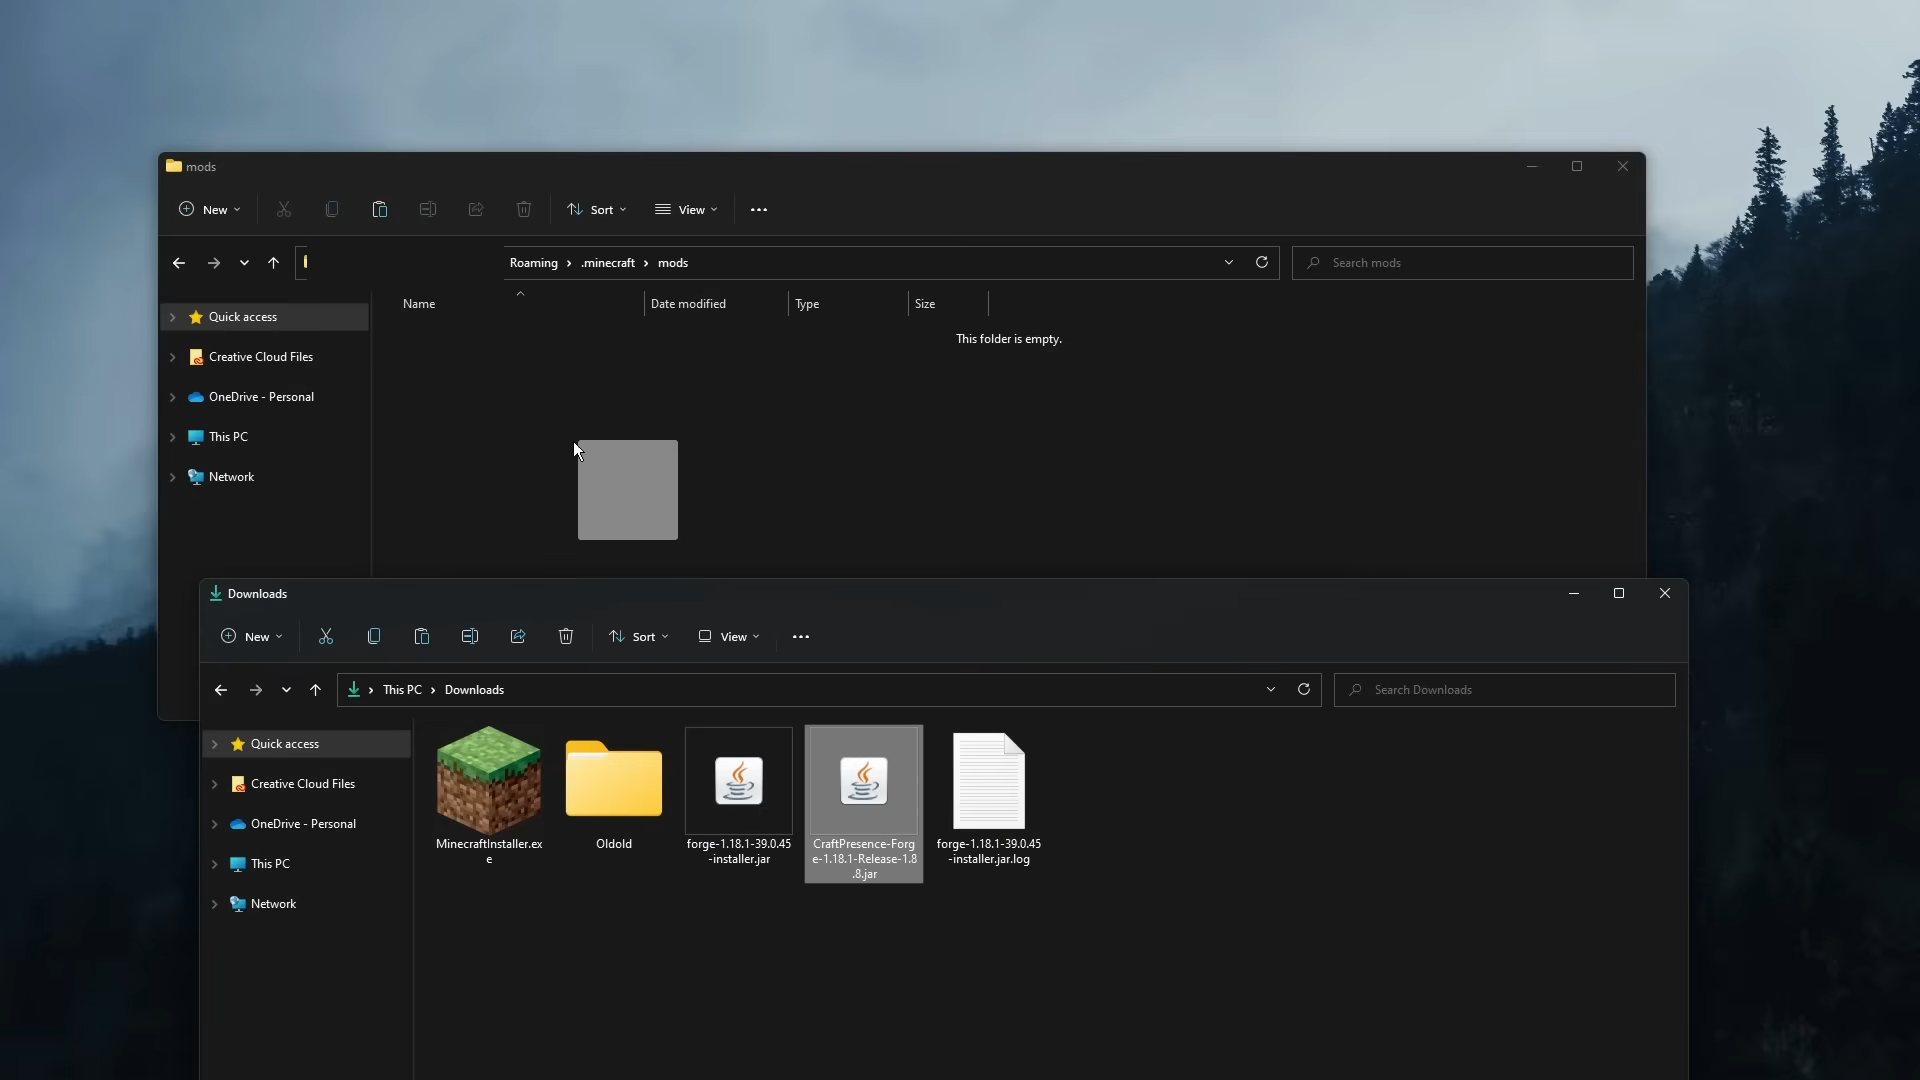 mods
New
Sort
View
Roaming > .minecraft > mods
Search mods
Name
Date modified
Type
Size
Quick access
Creative Cloud Files
OneDrive - Personal
This PC
Network
This folder is empty.
Downloads
New
Sort
View
This PC > Downloads
Search Downloads
Quick access
Creative Cloud Files
OneDrive - Personal
This PC
Network
MinecraftInstaller.ex
e
Oldold
forge-1.18.1-39.0.45
-installer.jar
CraftPresence-Forg
e-1.18.1-Release-1.8
.8.jar
forge-1.18.1-39.0.45
-installer.jar.log